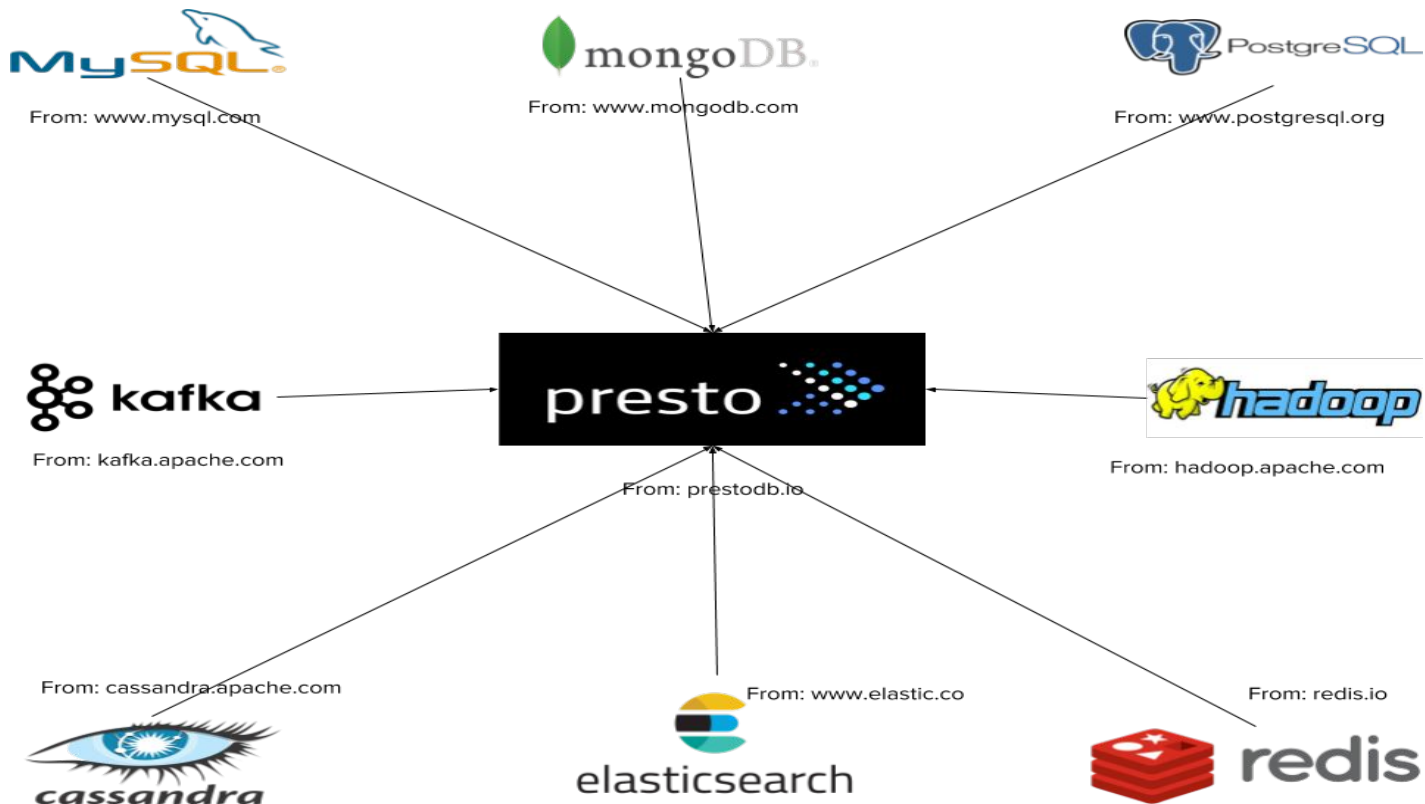 MySQL®
mongoDB®
PostgreSQL
From: www.mysql.com
From: www.mongodb.com
From: www.postgresql.org
kafka
presto
hadoop
From: kafka.apache.com
From: prestodb.io
From: hadoop.apache.com
From: cassandra.apache.com
From: www.elastic.co
From: redis.io
cassandra
elasticsearch
redis